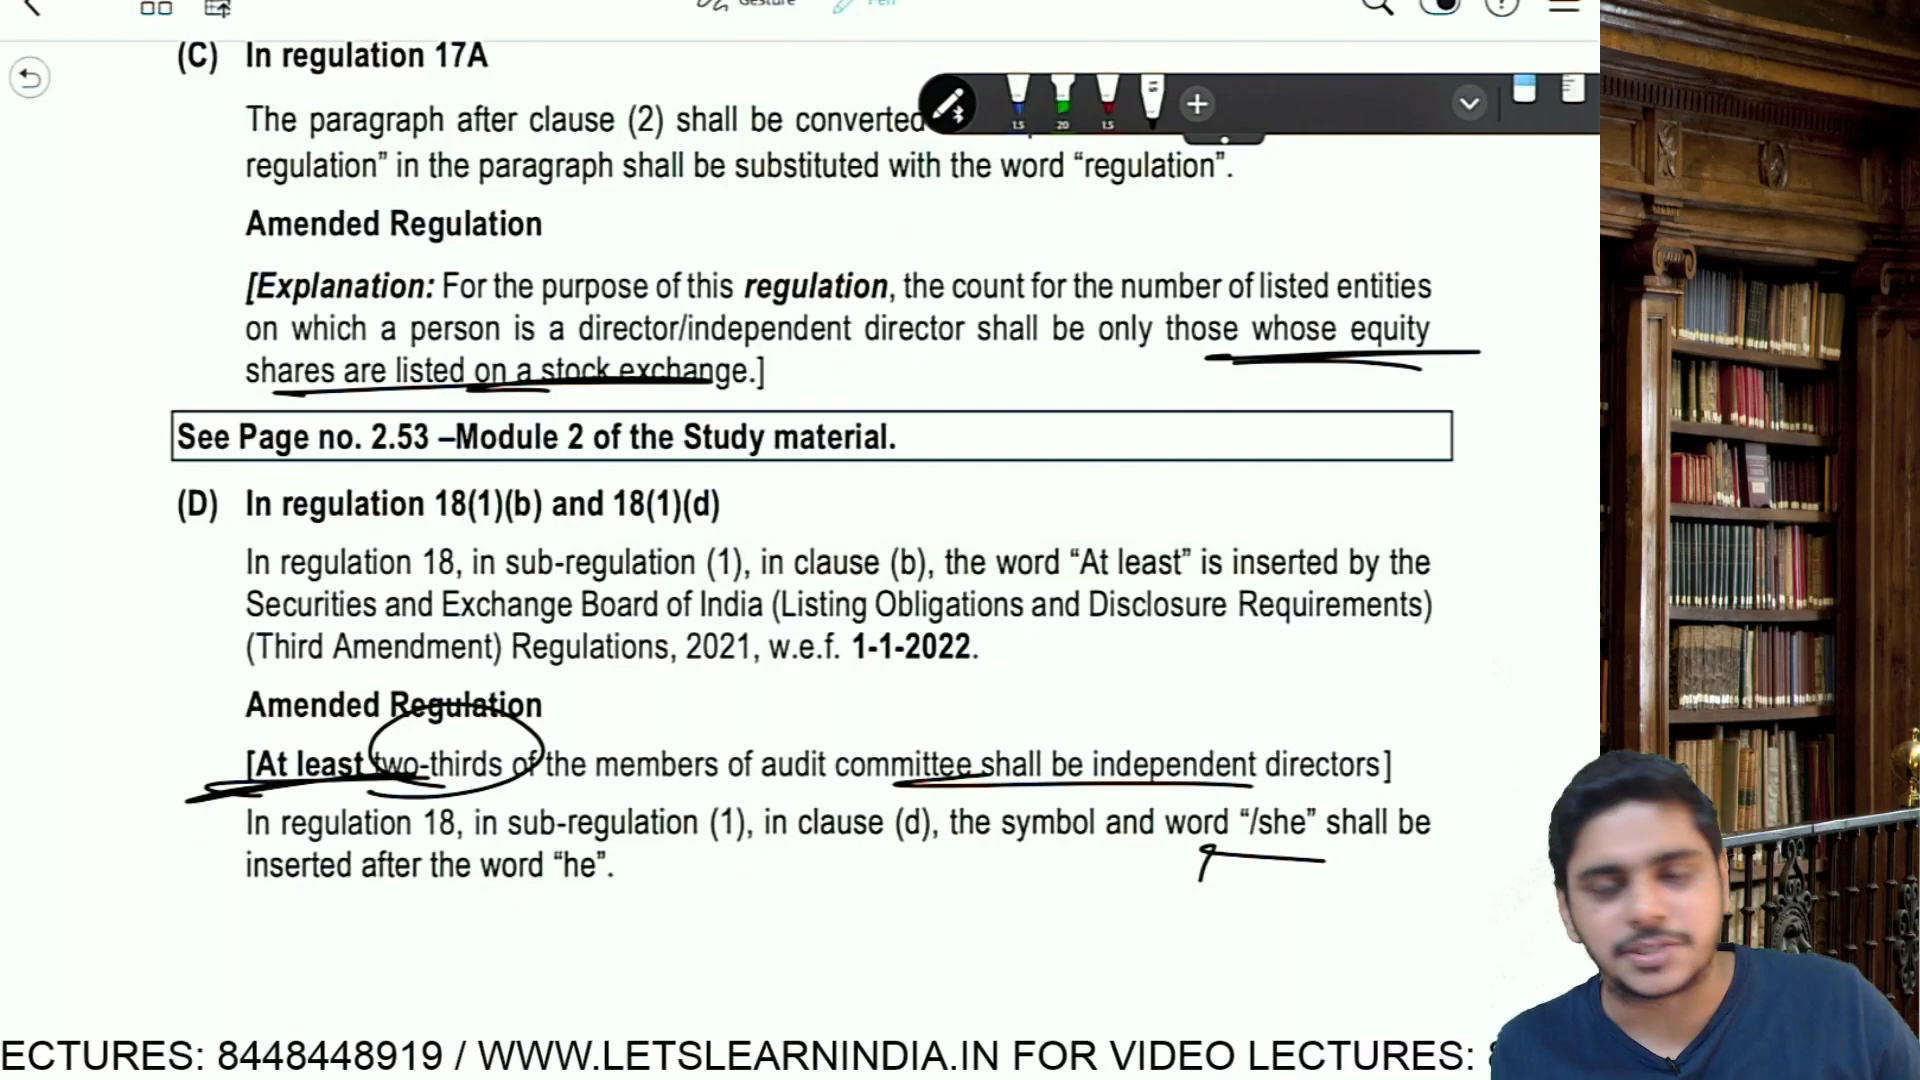 Gesture Pen
(C) In regulation 17A
The paragraph after clause (2) shall be converted
regulation” in the paragraph shall be substituted with the word “regulation”.
1.5 20 1.5
Amended Regulation
[Explanation: For the purpose of this regulation, the count for the number of listed entities
on which a person is a director/independent director shall be only those whose equity
shares are listed on a stock exchange.]
See Page no. 2.53 –Module 2 of the Study material.
(D) In regulation 18(1)(b) and 18(1)(d)
In regulation 18, in sub-regulation (1), in clause (b), the word “At least” is inserted by the
Securities and Exchange Board of India (Listing Obligations and Disclosure Requirements)
(Third Amendment) Regulations, 2021, w.e.f. 1-1-2022.
Amended Regulation
[At least two-thirds of the members of audit committee shall be independent directors]
In regulation 18, in sub-regulation (1), in clause (d), the symbol and word “/she” shall be
inserted after the word “he”.
ECTURES: 8448448919 / WWW.LETSLEARNINDIA.IN FOR VIDEO LECTURES: